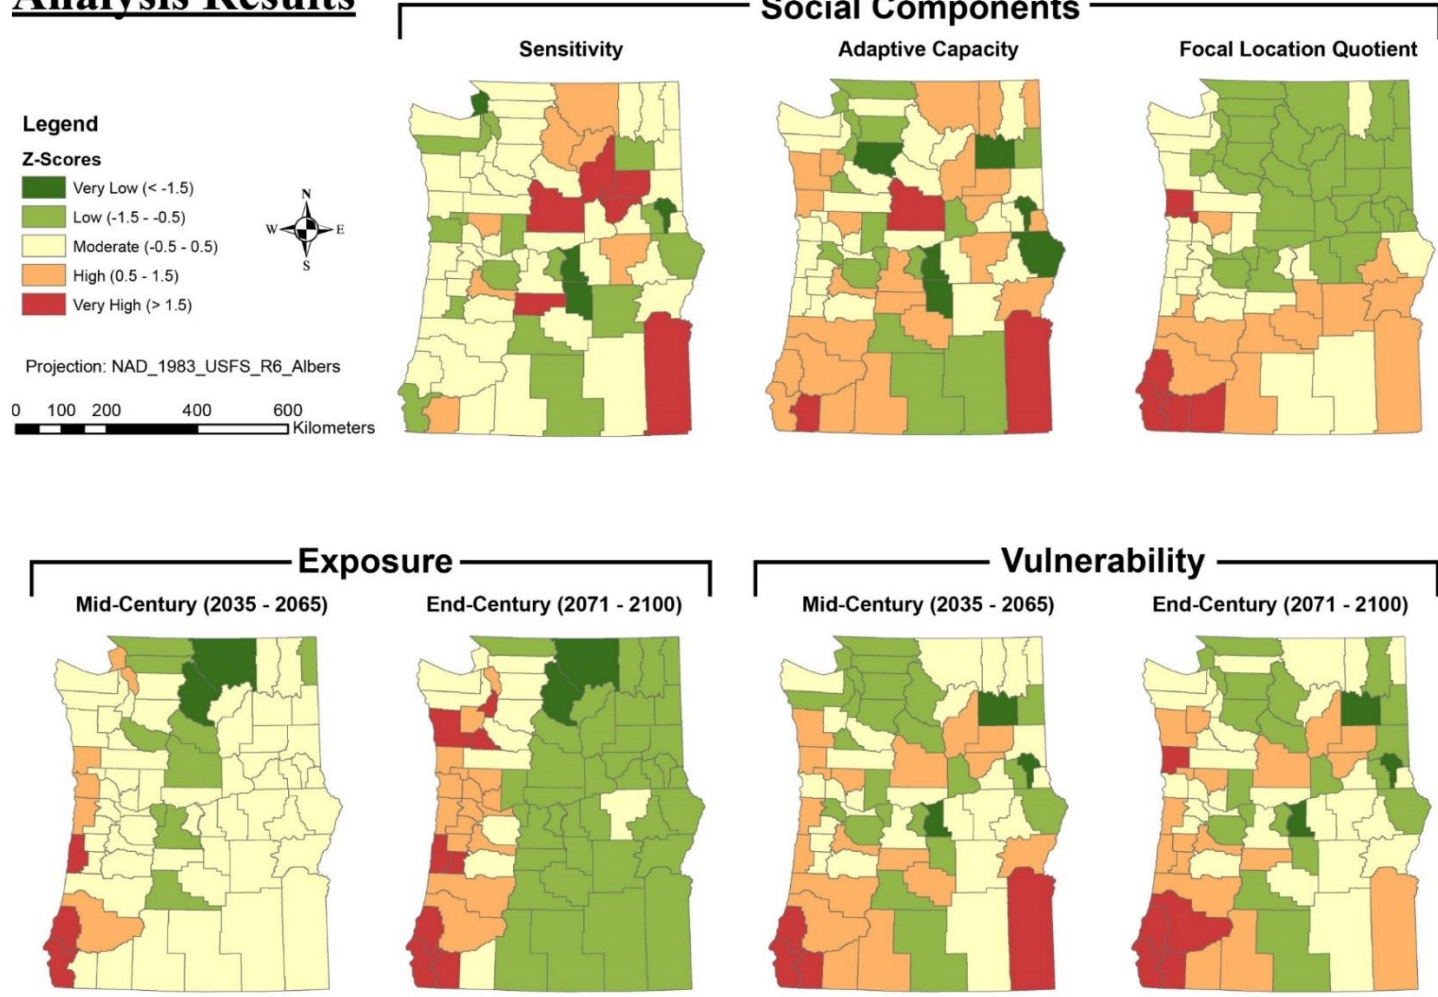 Analysis Results
Social Components
Sensitivity
Adaptive Capacity
Focal Location Quotient
Legend
Z-Scores
Very Low (< -1.5)
Low (-1.5 - -0.5)
Moderate (-0.5 - 0.5)
High (0.5 - 1.5)
Very High (> 1.5)
N
W E
S
Projection: NAD_1983_USFS_R6_Albers
0 100 200 400 600
Kilometers
Exposure
Mid-Century (2035 - 2065)
End-Century (2071 - 2100)
Vulnerability
Mid-Century (2035 - 2065)
End-Century (2071 - 2100)